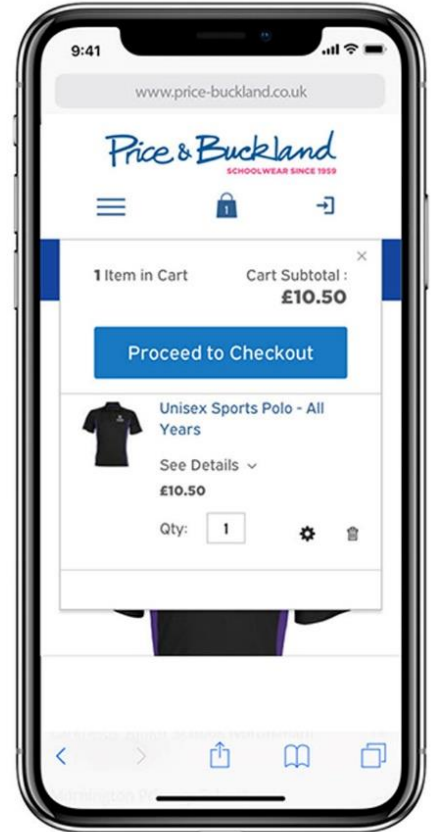 9:41
www.price-buckland.co.uk
Price & Buckland
SCHOOLWEAR SINCE 1959
1
1 Item in Cart
Cart Subtotal :
£10.50
Proceed to Checkout
Unisex Sports Polo - All
Years
See Details
£10.50
Qty: 1